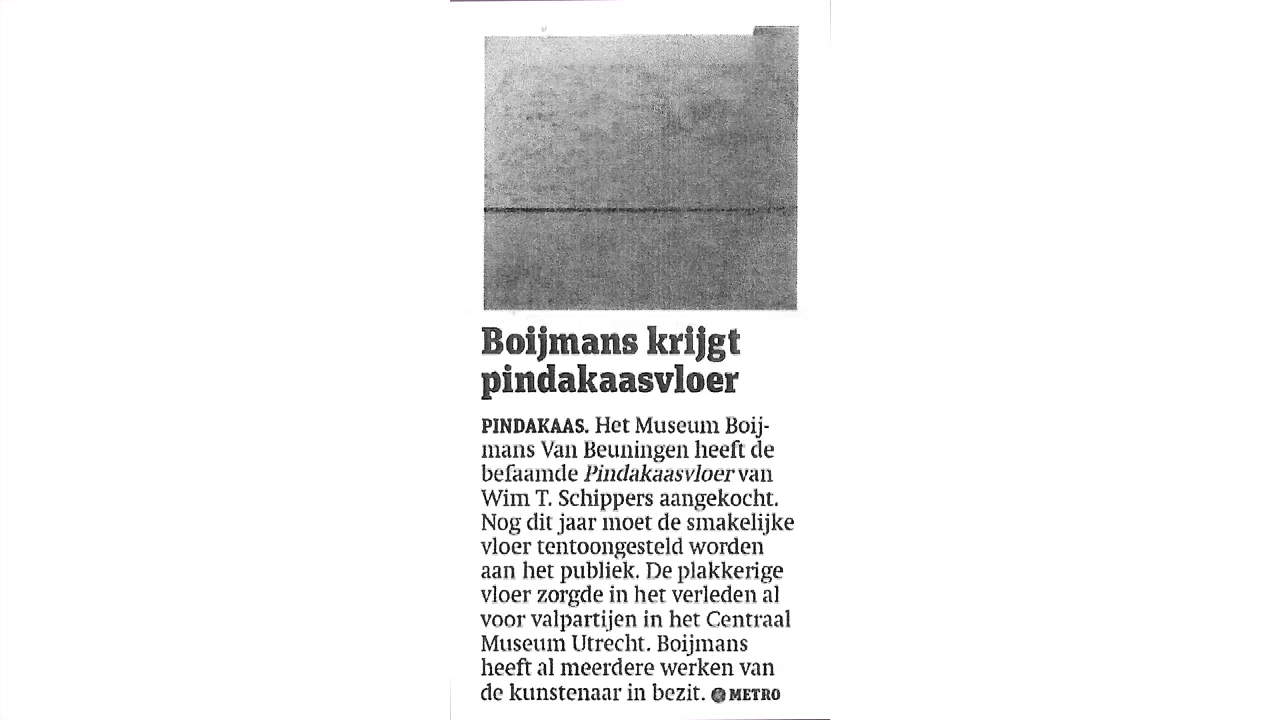 Boijmans krijgt
pindakaasvloer
PINDAKAAS. Het Museum Boij-
mans Van Beuningen heeft de
befaamde Pindakaasvloer van
Wim T. Schippers aangekocht.
Nog dit jaar moet de smakelijke
vloer tentoongesteld worden
aan het publiek. De plakkerige
vloer zorgde in het verleden al
voor valpartijen in het Centraal
Museum Utrecht. Boijmans
heeft al meerdere werken van
de kunstenaar in bezit. METRO